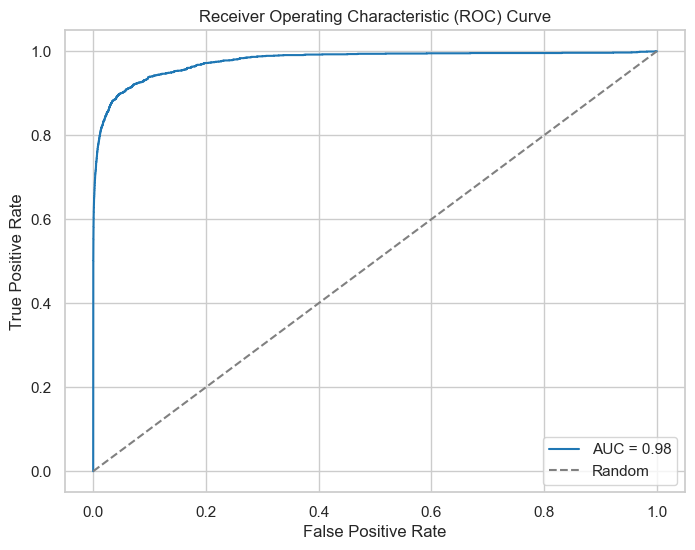 Receiver Operating Characteristic (ROC) Curve
1.0
0.8
0.6
0.4
0.2
0.0
True Positive Rate
0.0 0.2 0.4 0.6 0.8 1.0
False Positive Rate
AUC = 0.98
Random